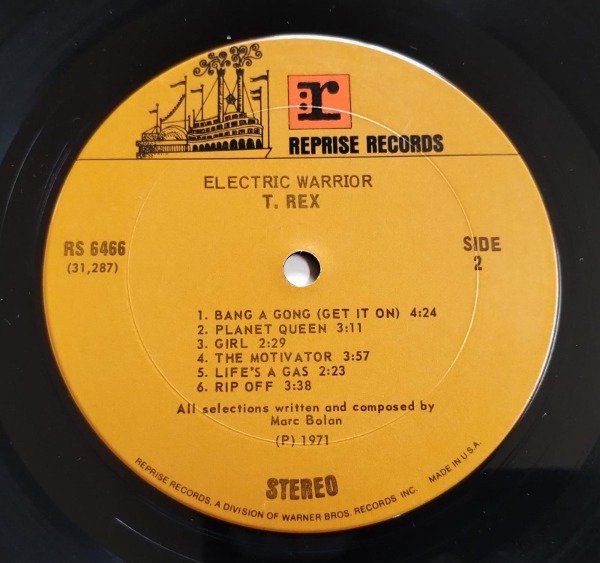 :r
REPRISE RECORDS
ELECTRIC WARRIOR
T. REX
RS 6466
(31,287)
SIDE
2
1. BANG A GONG (GET IT ON) 4:24
2. PLANET QUEEN 3:11
3. GIRL 2:29
4. THE MOTIVATOR 3:57
5. LIFE'S A GAS 2:23
6. RIP OFF 3:38
All selections written and composed by
Marc Bolan
(P) 1971
STEREO
REPRISE RECORDS, A DIVISION OF WARNER BROS. RECORDS INC. MADE IN U.S.A.